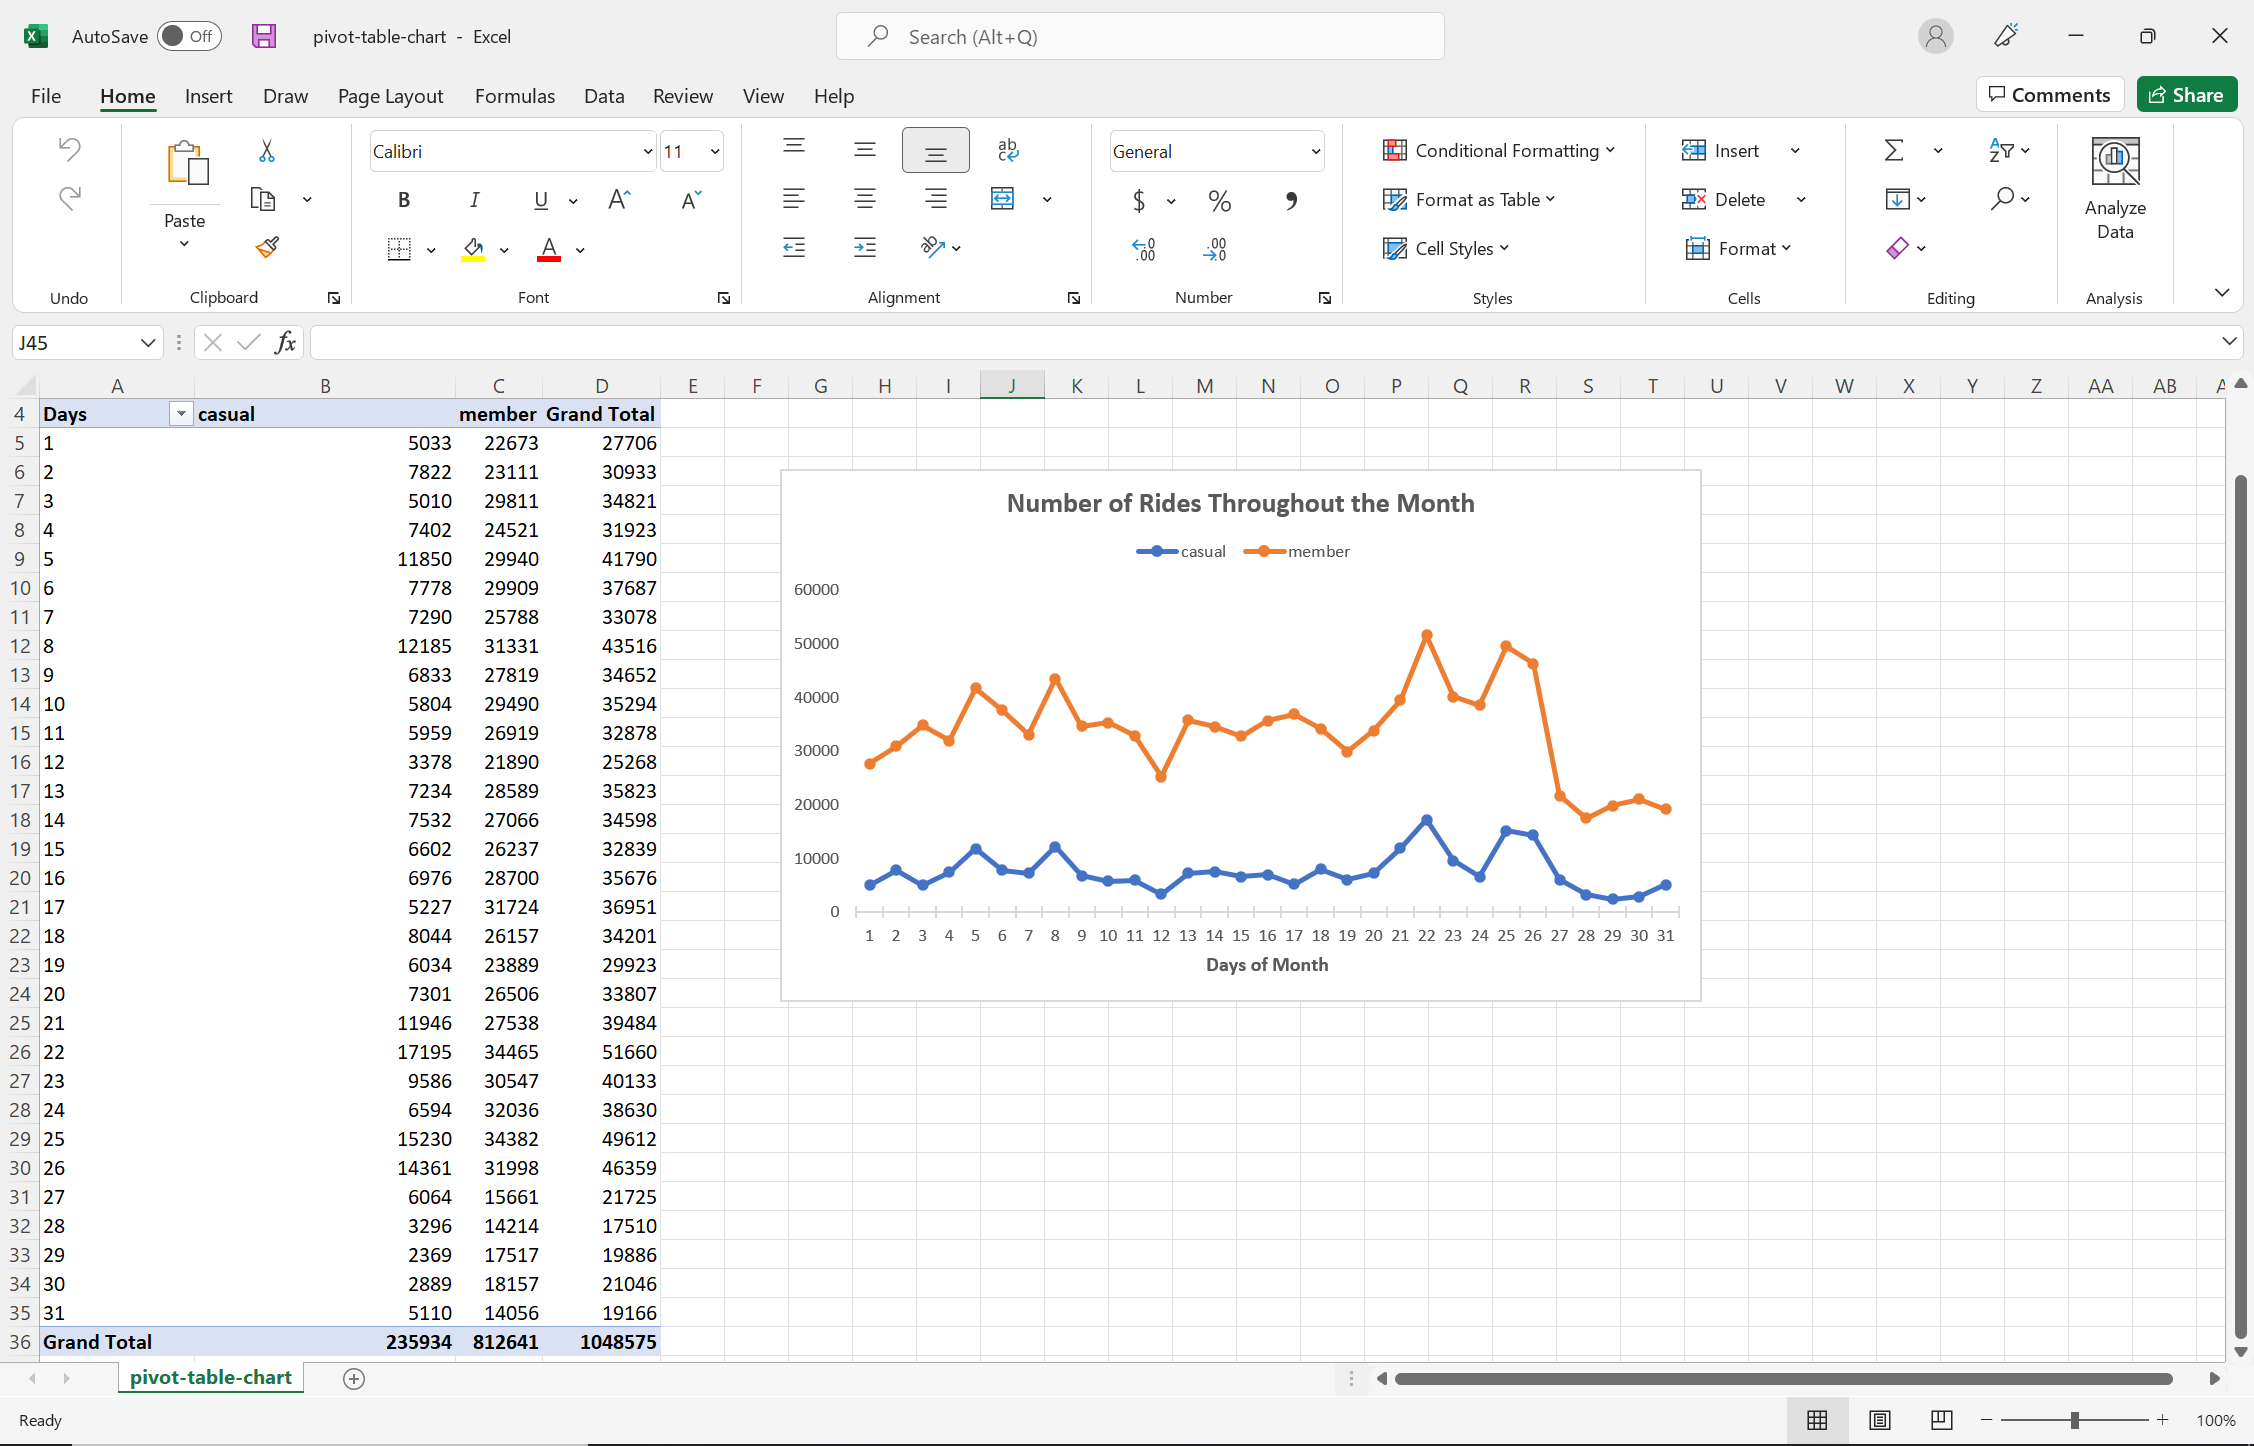 AutoSave Off pivot-table-chart - Excel Search (Alt+Q)
File Home Insert Draw Page Layout Formulas Data Review View Help Comments Share
Calibri 11 General Conditional Formatting Insert
Paste B I U A A $ % Format as Table Delete Analyze Data
A Cell Styles Format
Undo Clipboard Font Alignment Number Styles Cells Editing Analysis
J45 fx
A B C D E F G H I J K L M N O P Q R S T U V W X Y Z AA AB
4 Days casual member Grand Total
5 1 5033 22673 27706
6 2 7822 23111 30933
7 3 5010 29811 34821
8 4 7402 24521 31923
9 5 11850 29940 41790
10 6 7778 29909 37687
11 7 7290 25788 33078
12 8 12185 31331 43516
13 9 6833 27819 34652
14 10 5804 29490 35294
15 11 5959 26919 32878
16 12 3378 21890 25268
17 13 7234 28589 35823
18 14 7532 27066 34598
19 15 6602 26237 32839
20 16 6976 28700 35676
21 17 5227 31724 36951
22 18 8044 26157 34201
23 19 6034 23889 29923
24 20 7301 26506 33807
25 21 11946 27538 39484
26 22 17195 34465 51660
27 23 9586 30547 40133
28 24 6594 32036 38630
29 25 15230 34382 49612
30 26 14361 31998 46359
31 27 6064 15661 21725
32 28 3296 14214 17510
33 29 2369 17517 19886
34 30 2889 18157 21046
35 31 5110 14056 19166
36 Grand Total 235934 812641 1048575
Number of Rides Throughout the Month
casual member
60000
50000
40000
30000
20000
10000
0
1 2 3 4 5 6 7 8 9 10 11 12 13 14 15 16 17 18 19 20 21 22 23 24 25 26 27 28 29 30 31
Days of Month
pivot-table-chart
Ready 100%